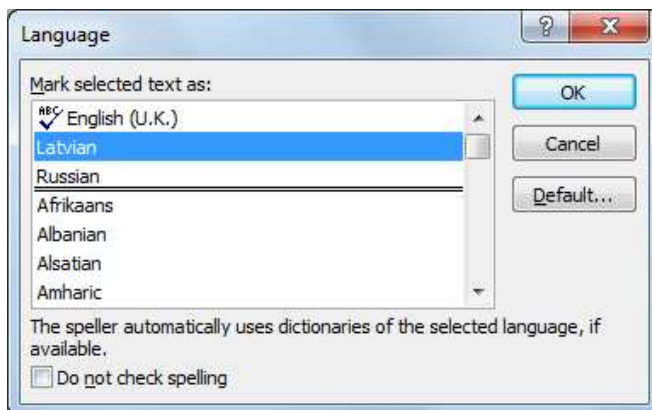 Language
?
X
Mark selected text as:
ABC English (U.K.)
Latvian
Russian
Afrikaans
Albanian
Alsatian
Amharic
OK
Cancel
Default...
The speller automatically uses dictionaries of the selected language, if
available.
Do not check spelling